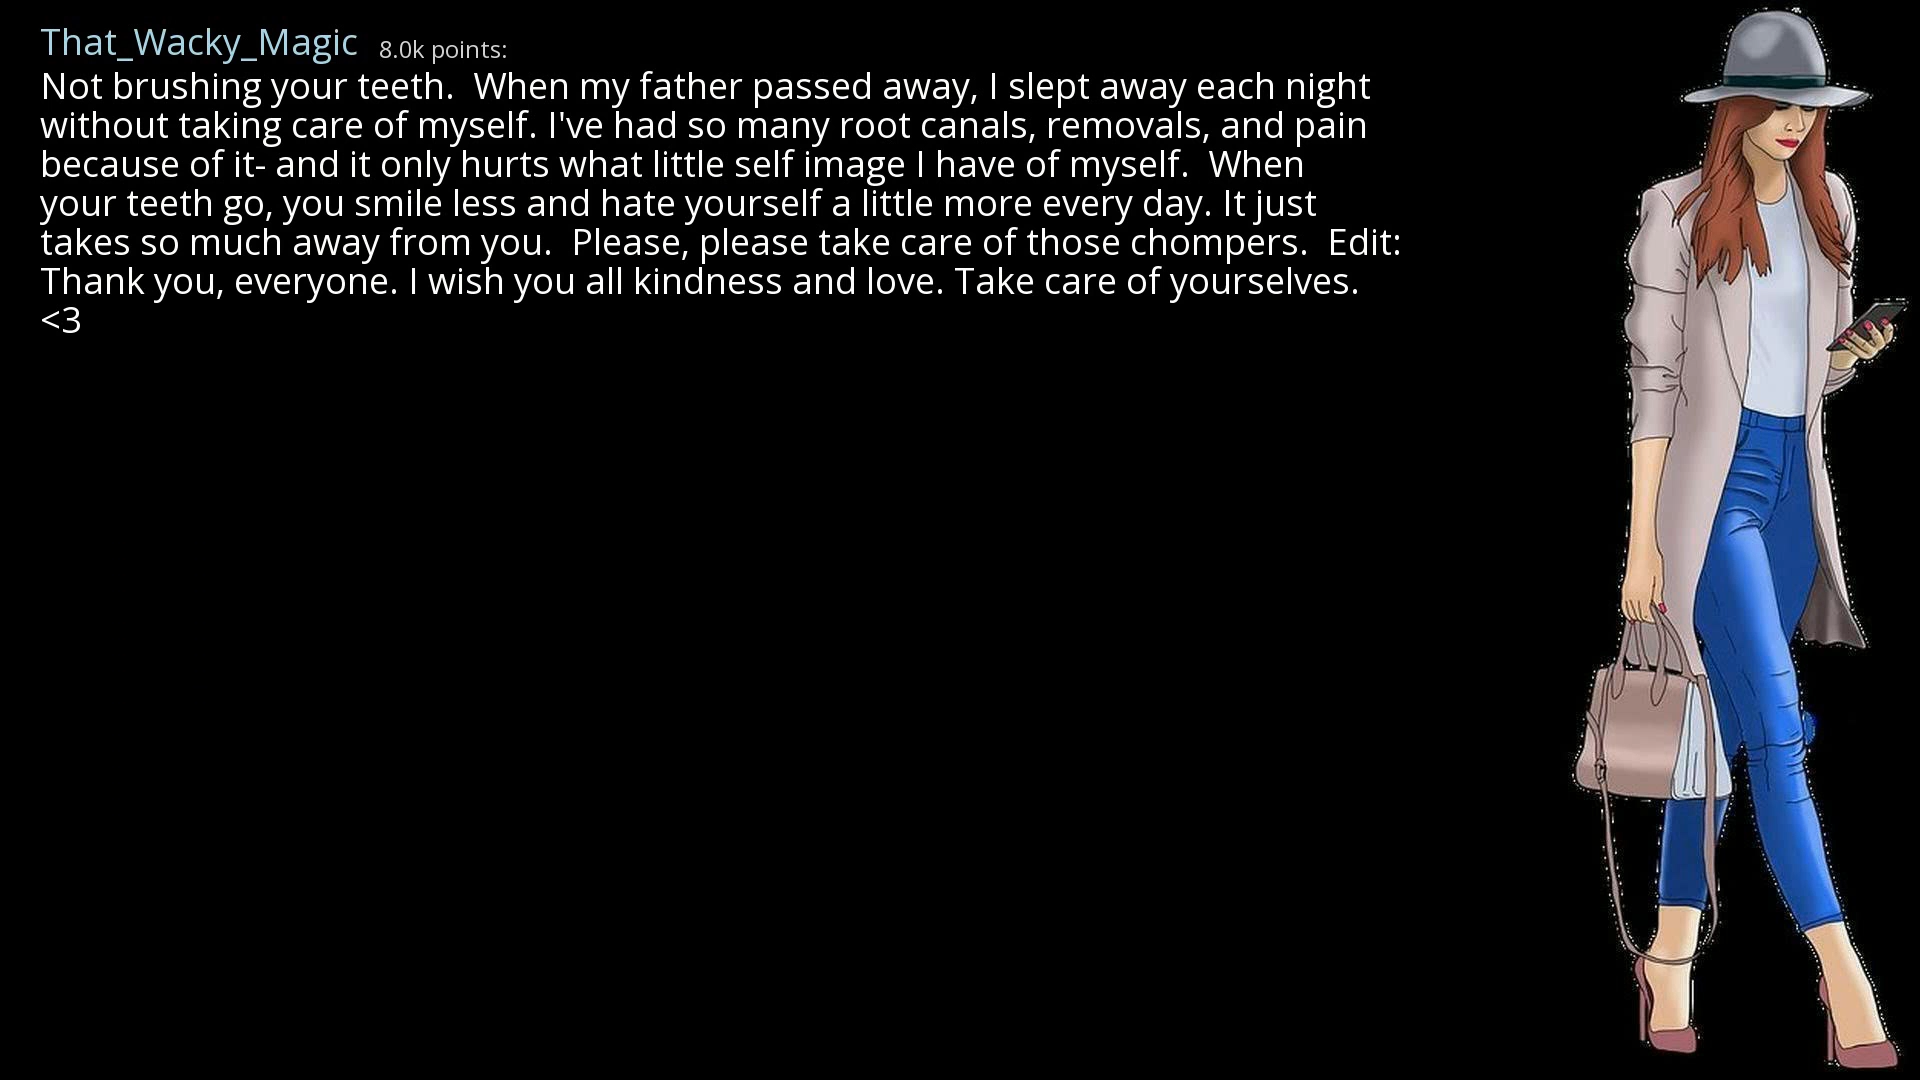 That_Wacky_Magic 8.0k points:
Not brushing your teeth.  When my father passed away, I slept away each night
without taking care of myself. I've had so many root canals, removals, and pain
because of it- and it only hurts what little self image I have of myself.  When
your teeth go, you smile less and hate yourself a little more every day. It just
takes so much away from you.  Please, please take care of those chompers.  Edit:
Thank you, everyone. I wish you all kindness and love. Take care of yourselves.
<3